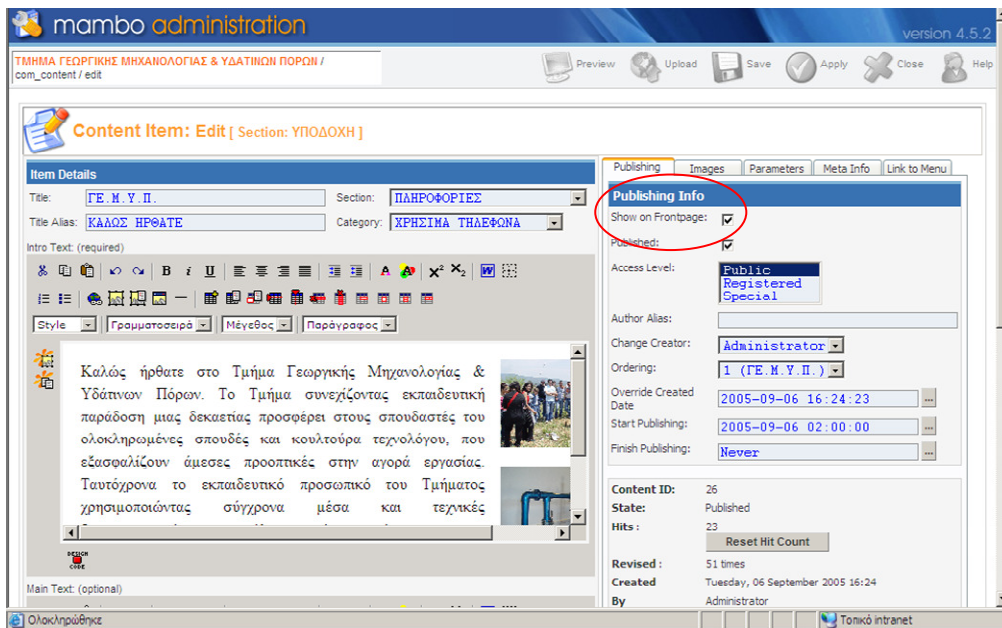 mambo administration
version 4.5.2
ΤΜΗΜΑ ΓΕΩΡΓΙΚΗΣ ΜΗΧΑΝΟΛΟΓΙΑΣ & ΥΔΑΤΙΝΩΝ ΠΟΡΩΝ /
com_content / edit
Preview Upload Save Apply Close Help
Content Item: Edit [ Section: ΥΠΟΔΟΧΗ ]
Item Details
Title: ΓΕ.Μ.Υ.Π. Section: ΠΛΗΡΟΦΟΡΙΕΣ
Title Alias: ΚΑΛΩΣ ΗΡΘΑΤΕ Category: ΧΡΗΣΙΜΑ ΤΗΛΕΦΩΝΑ
Intro Text: (required)
Style Γραμματοσειρά Μέγεθος Παράγραφος
Καλώς ήρθατε στο Τμήμα Γεωργικής Μηχανολογίας &
Υδάτινων Πόρων. Το Τμήμα συνεχίζοντας εκπαιδευτική
παράδοση μιας δεκαετίας προσφέρει στους σπουδαστές του
ολοκληρωμένες σπουδές και κουλτούρα τεχνολόγου, που
εξασφαλίζουν άμεσες προοπτικές στην αγορά εργασίας.
Ταυτόχρονα το εκπαιδευτικό προσωπικό του Τμήματος
χρησιμοποιώντας σύγχρονα μέσα και τεχνικές
DESIGN
CODE
Main Text: (optional)
Publishing Images Parameters Meta Info Link to Menu
Publishing Info
Show on Frontpage:
Published:
Access Level: Public
Registered
Special
Author Alias:
Change Creator: Administrator
Ordering: 1 (ΓΕ.Μ.Υ.Π.)
Override Created
Date 2005-09-06 16:24:23 ...
Start Publishing: 2005-09-06 02:00:00 ...
Finish Publishing: Never ...
Content ID: 26
State: Published
Hits : 23
Reset Hit Count
Revised : 51 times
Created Tuesday, 06 September 2005 16:24
By Administrator
Ολοκληρώθηκε Τοπικό intranet